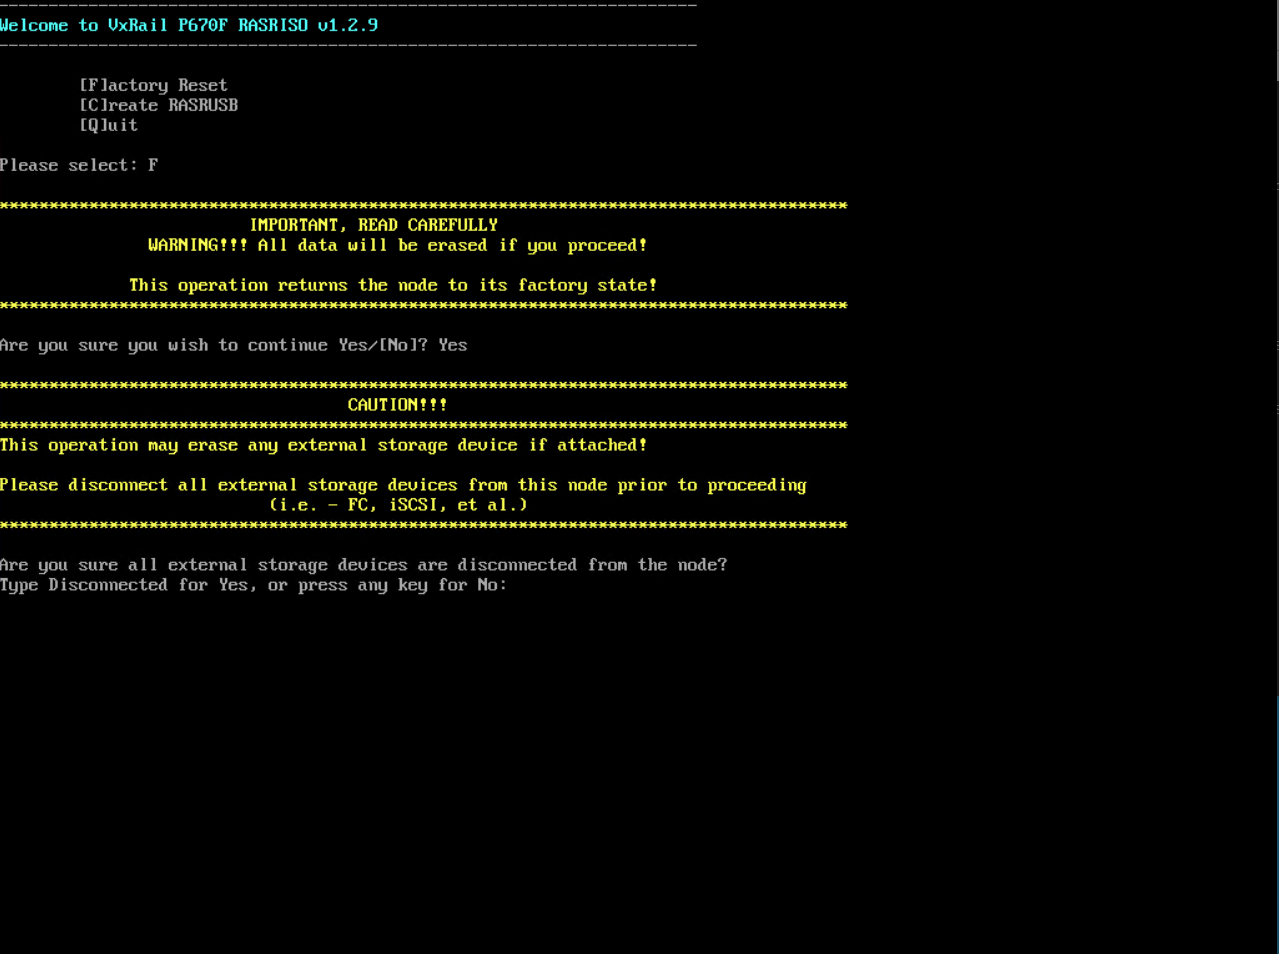 ----------------------------------------------------------------------
Welcome to VxRail P670F RASRISO v1.2.9
----------------------------------------------------------------------
[F]actory Reset
[C]reate RASRUSB
[Q]uit
Please select: F
*************************************************************************************
IMPORTANT, READ CAREFULLY
WARNING!!! All data will be erased if you proceed!
This operation returns the node to its factory state!
*************************************************************************************
Are you sure you wish to continue Yes/[No]? Yes
*************************************************************************************
CAUTION!!!
*************************************************************************************
This operation may erase any external storage device if attached!
Please disconnect all external storage devices from this node prior to proceeding
(i.e. - FC, iSCSI, et al.)
*************************************************************************************
Are you sure all external storage devices are disconnected from the node?
Type Disconnected for Yes, or press any key for No: